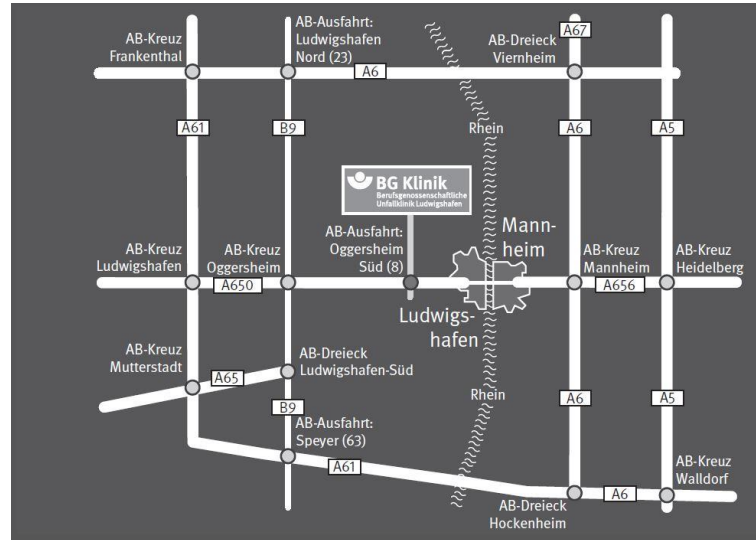 AB-Kreuz
Frankenthal
AB-Ausfahrt:
Ludwigshafen
Nord (23)
A6
AB-Dreieck
Viernheim
A67
A61
B9
Rhein
A6
A5
BG Klinik
Berufsgenossenschaftliche
Unfallklinik Ludwigshafen
AB-Kreuz
Ludwigshafen
A650
AB-Kreuz
Oggersheim
AB-Ausfahrt:
Oggersheim
Süd (8)
Mann-
heim
Ludwigs-
hafen
AB-Kreuz
Mannheim
A656
AB-Kreuz
Heidelberg
AB-Kreuz
Mutterstadt
A65
AB-Dreieck
Ludwigshafen-Süd
B9
AB-Ausfahrt:
Speyer (63)
A61
Rhein
A6
A5
AB-Dreieck
Hockenheim
A6
AB-Kreuz
Walldorf